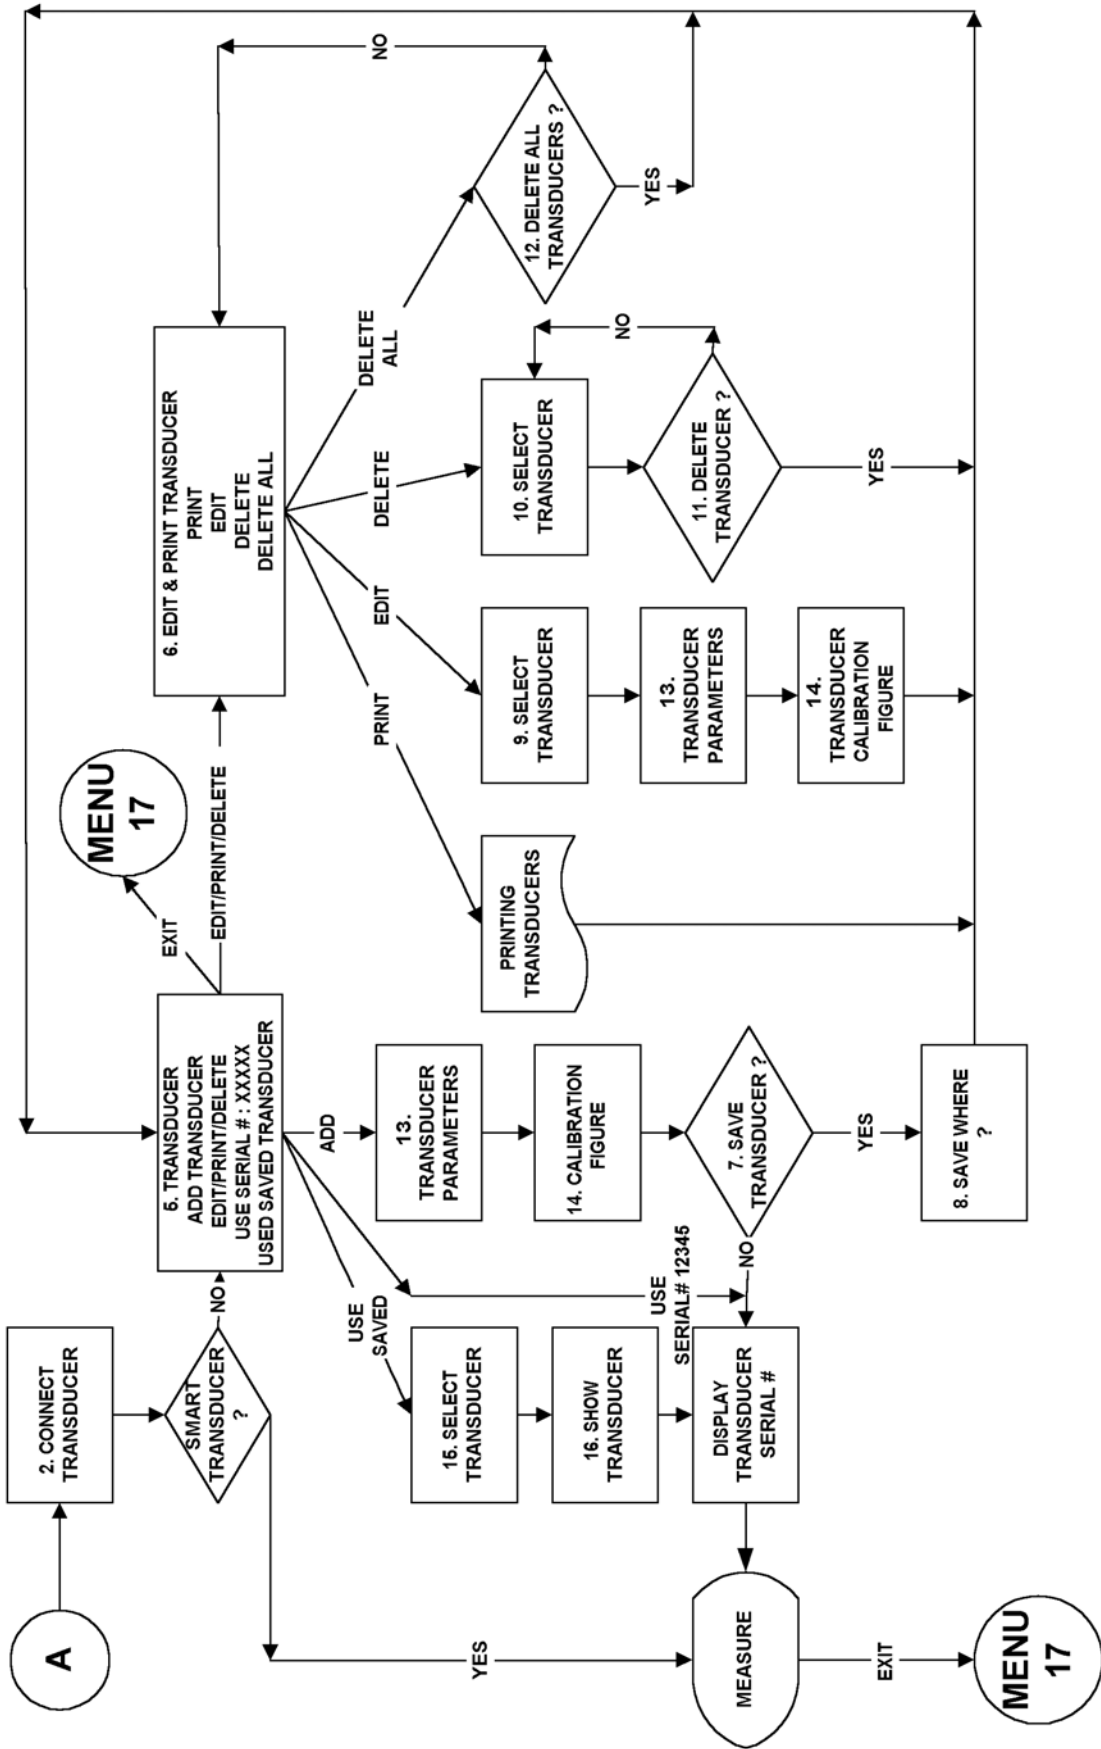 A
2. CONNECT
TRANSDUCER
SMART
TRANSDUCER
?
NO
YES
5. TRANSDUCER
ADD TRANSDUCER
EDIT/PRINT/DELETE
USE SERIAL # : XXXXX
USED SAVED TRANSDUCER
EXIT
MENU
17
EDIT/PRINT/DELETE
6. EDIT & PRINT TRANSDUCER
PRINT
EDIT
DELETE
DELETE ALL
USE
SAVED
ADD
PRINT
EDIT
DELETE
DELETE
ALL
15. SELECT
TRANSDUCER
16. SHOW
TRANSDUCER
USE
SERIAL# 12345
DISPLAY
TRANSDUCER
SERIAL #
13.
TRANSDUCER
PARAMETERS
14. CALIBRATION
FIGURE
7. SAVE
TRANSDUCER ?
NO
YES
8. SAVE WHERE
?
PRINTING
TRANSDUCERS
9. SELECT
TRANSDUCER
13.
TRANSDUCER
PARAMETERS
14.
TRANSDUCER
CALIBRATION
FIGURE
10. SELECT
TRANSDUCER
11. DELETE
TRANSDUCER ?
NO
YES
12. DELETE ALL
TRANSDUCERS ?
NO
YES
MEASURE
EXIT
MENU
17